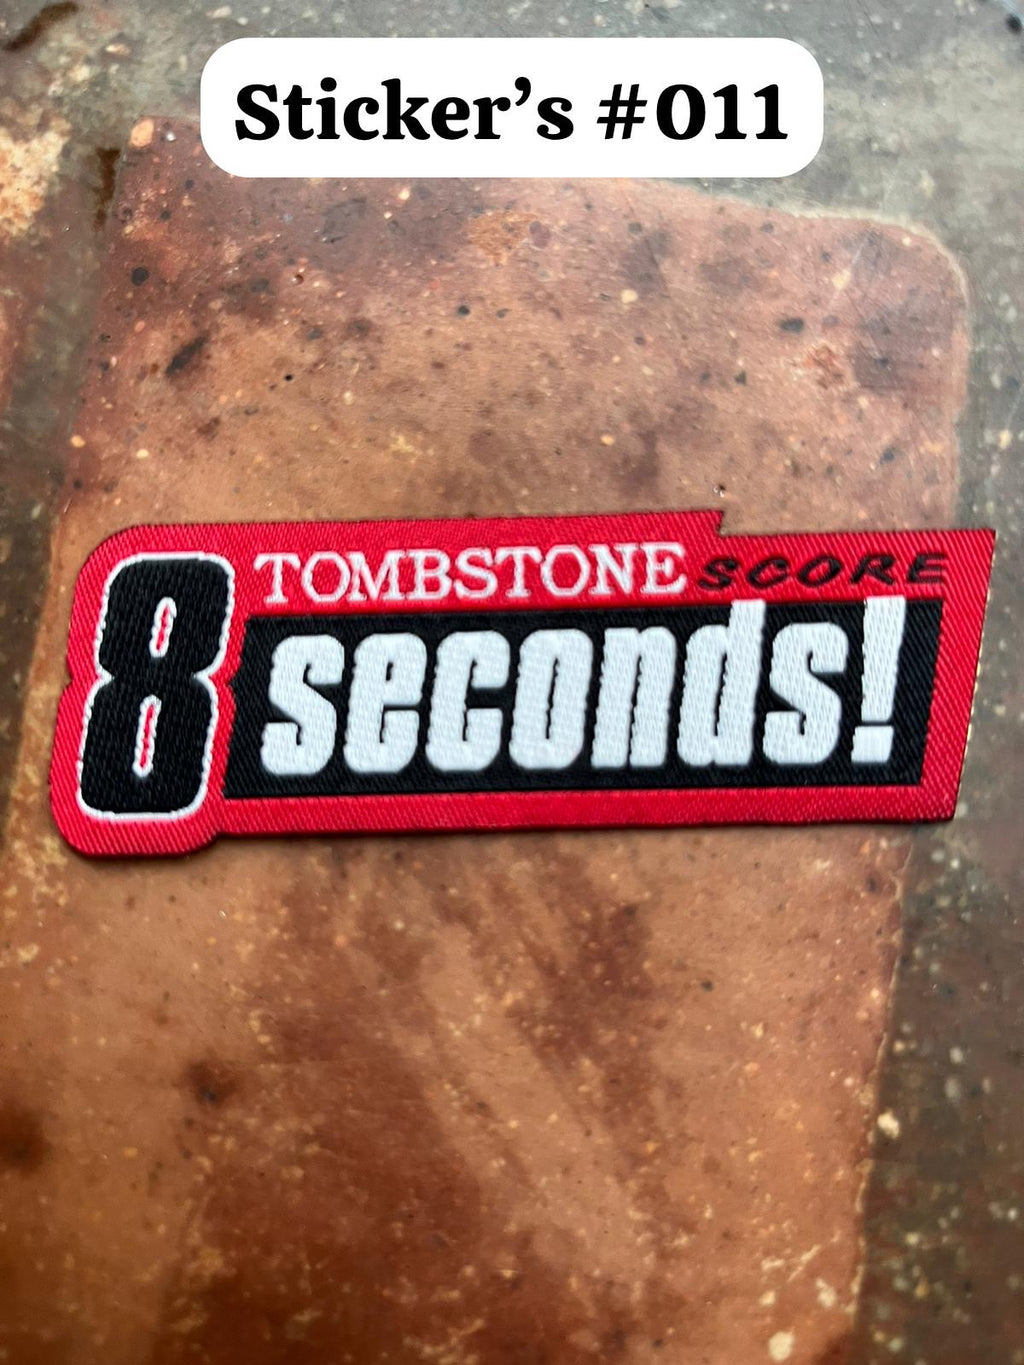 Sticker’s #011
TOMBSTONE SCORE
8 seconds!